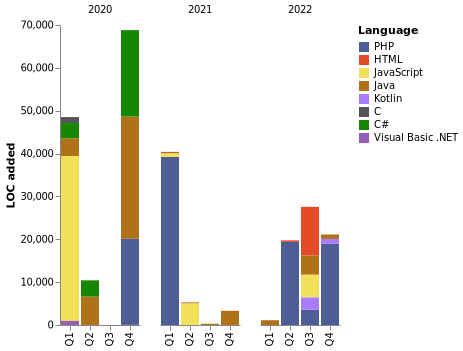 2020 2021 2022
70,000
60,000
50,000
40,000
30,000
20,000
10,000
0
LOC added
Q1 Q2 Q3 Q4 Q1 Q2 Q3 Q4 Q1 Q2 Q3 Q4
Language
PHP
HTML
JavaScript
Java
Kotlin
C
C#
Visual Basic .NET